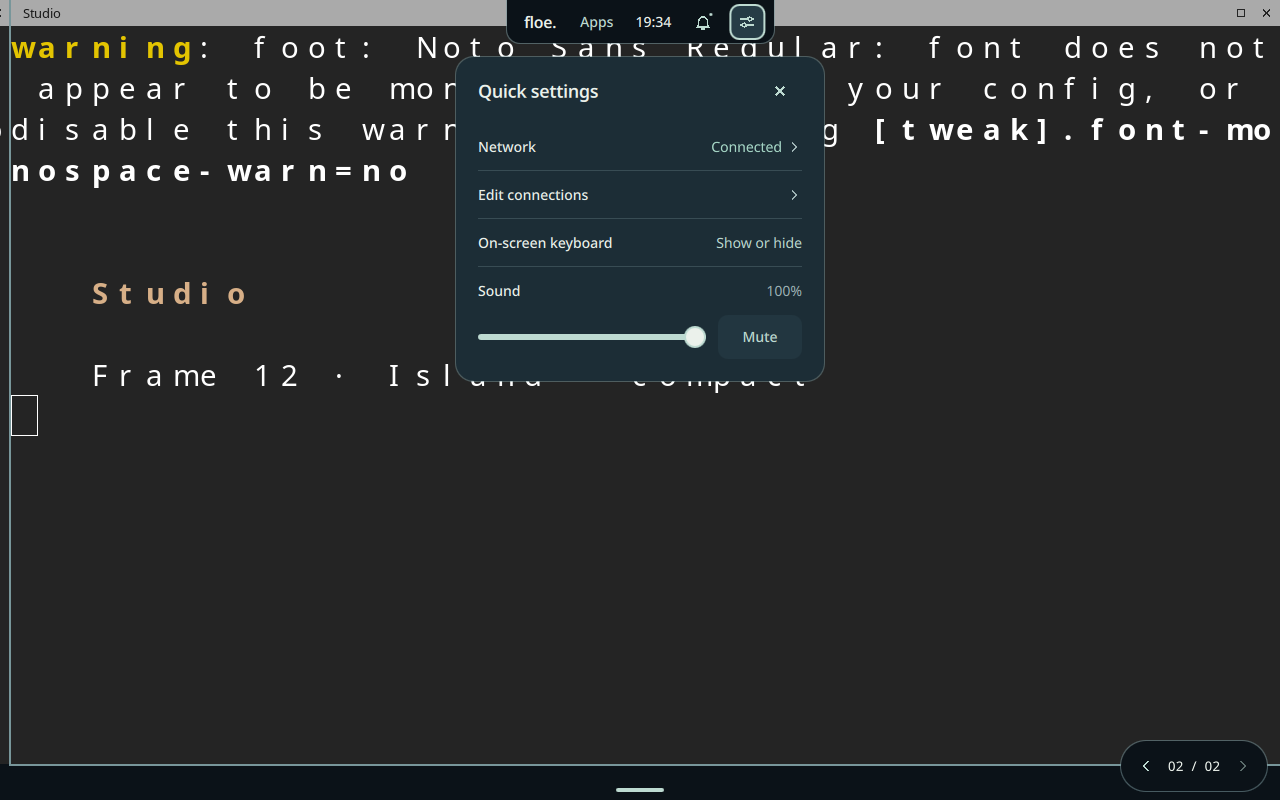 Studio
floe. Apps 19:34
warning: foot: Noto Sans Regular: font does not
appear to be your config, or
disable this [tweak].font-mo
nospace-warn=no
Quick settings
Network Connected
Edit connections
On-screen keyboard Show or hide
Sound 100%
Mute
Studio
Frame 12 · Island compact
02 / 02